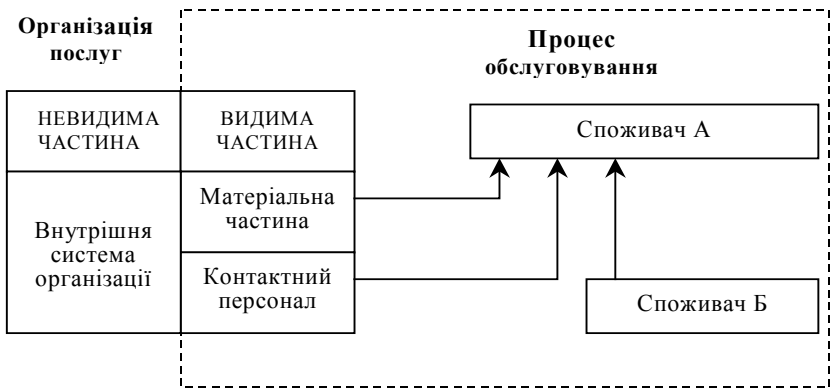 Організація
послуг
Процес
обслуговування
НЕВИДИМА
ЧАСТИНА
ВИДИМА
ЧАСТИНА
Споживач А
Матеріальна
частина
Внутрішня
система
організації
Контактний
персонал
Споживач Б